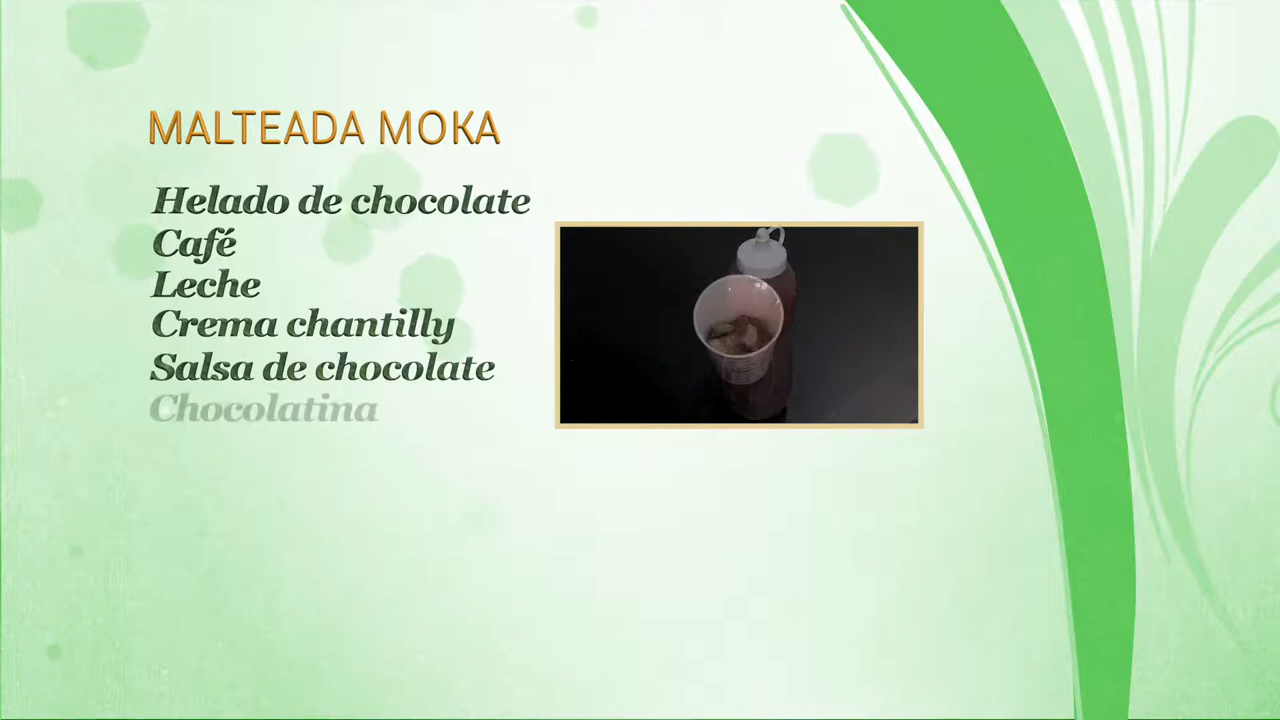 MALTEADA MOKA
Helado de chocolate
Café
Leche
Crema chantilly
Salsa de chocolate
Chocolatina